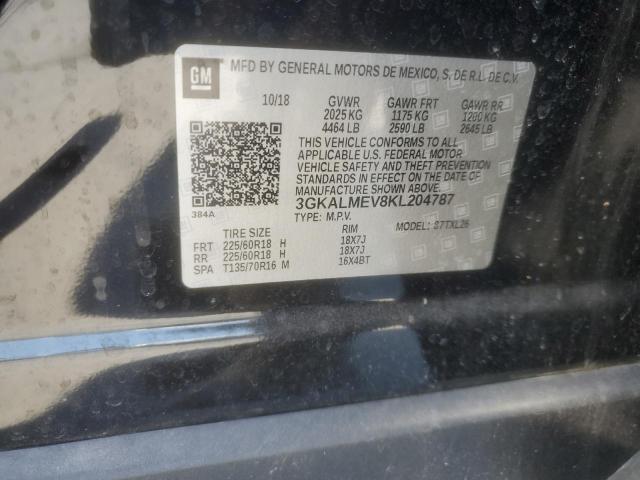 GM MFD BY GENERAL MOTORS DE MEXICO, S. DE R.L. DE C.V.
10/18 GVWR GAWR FRT GAWR RR
2025 KG 1175 KG 1200 KG
4464 LB 2590 LB 2645 LB
THIS VEHICLE CONFORMS TO ALL
APPLICABLE U.S. FEDERAL MOTOR
VEHICLE SAFETY AND THEFT PREVENTION
STANDARDS IN EFFECT ON THE DATE OF
MANUFACTURE SHOWN ABOVE.
3GKALMEV8KL204787
384A
TYPE: M.P.V. MODEL: S7TXL26
TIRE SIZE RIM
FRT 225/60R18 H 18X7J
RR 225/60R18 H 18X7J
SPA T135/70R16 M 16X4BT